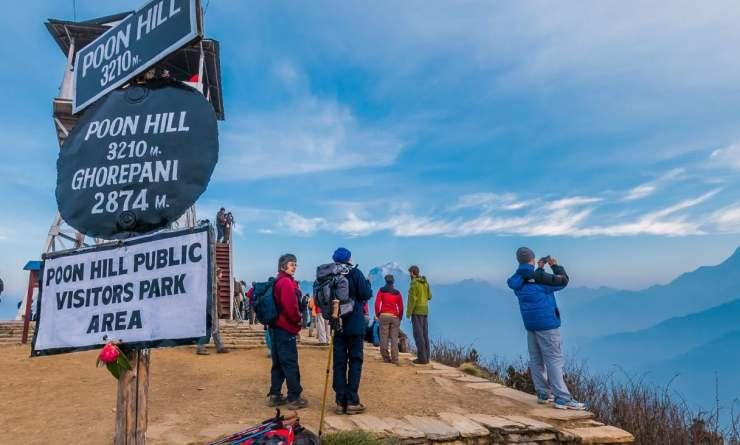 POON HILL
3210 M.
POON HILL
3210 M.
GHOREPANI
2874 M.
POON HILL PUBLIC
VISITORS PARK
AREA